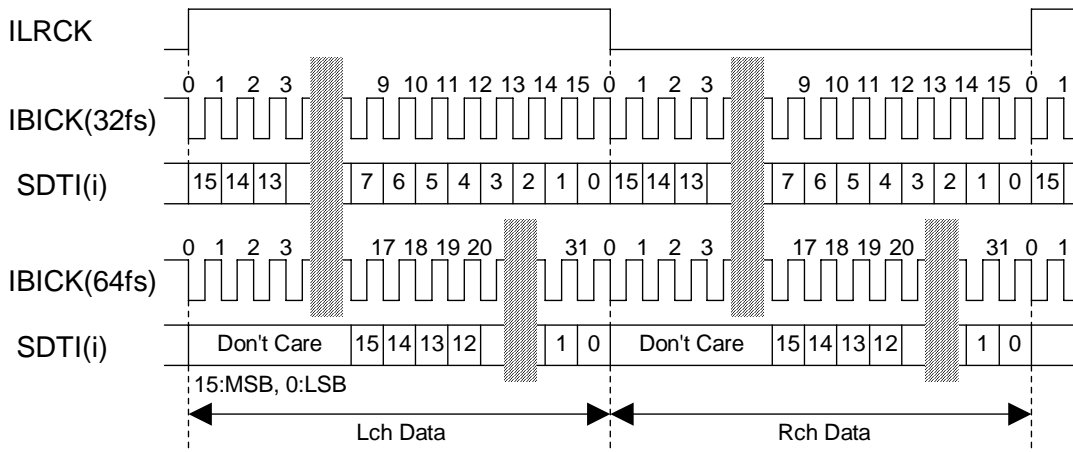 ILRCK
0 1 2 3 9 10 11 12 13 14 15 0 1 2 3 9 10 11 12 13 14 15 0 1
IBICK(32fs)
SDTI(i) 15 14 13 7 6 5 4 3 2 1 0 15 14 13 7 6 5 4 3 2 1 0 15
0 1 2 3 17 18 19 20 31 0 1 2 3 17 18 19 20 31 0 1
IBICK(64fs)
SDTI(i) Don't Care 15 14 13 12 1 0 Don't Care 15 14 13 12 1 0
15:MSB, 0:LSB
Lch Data Rch Data